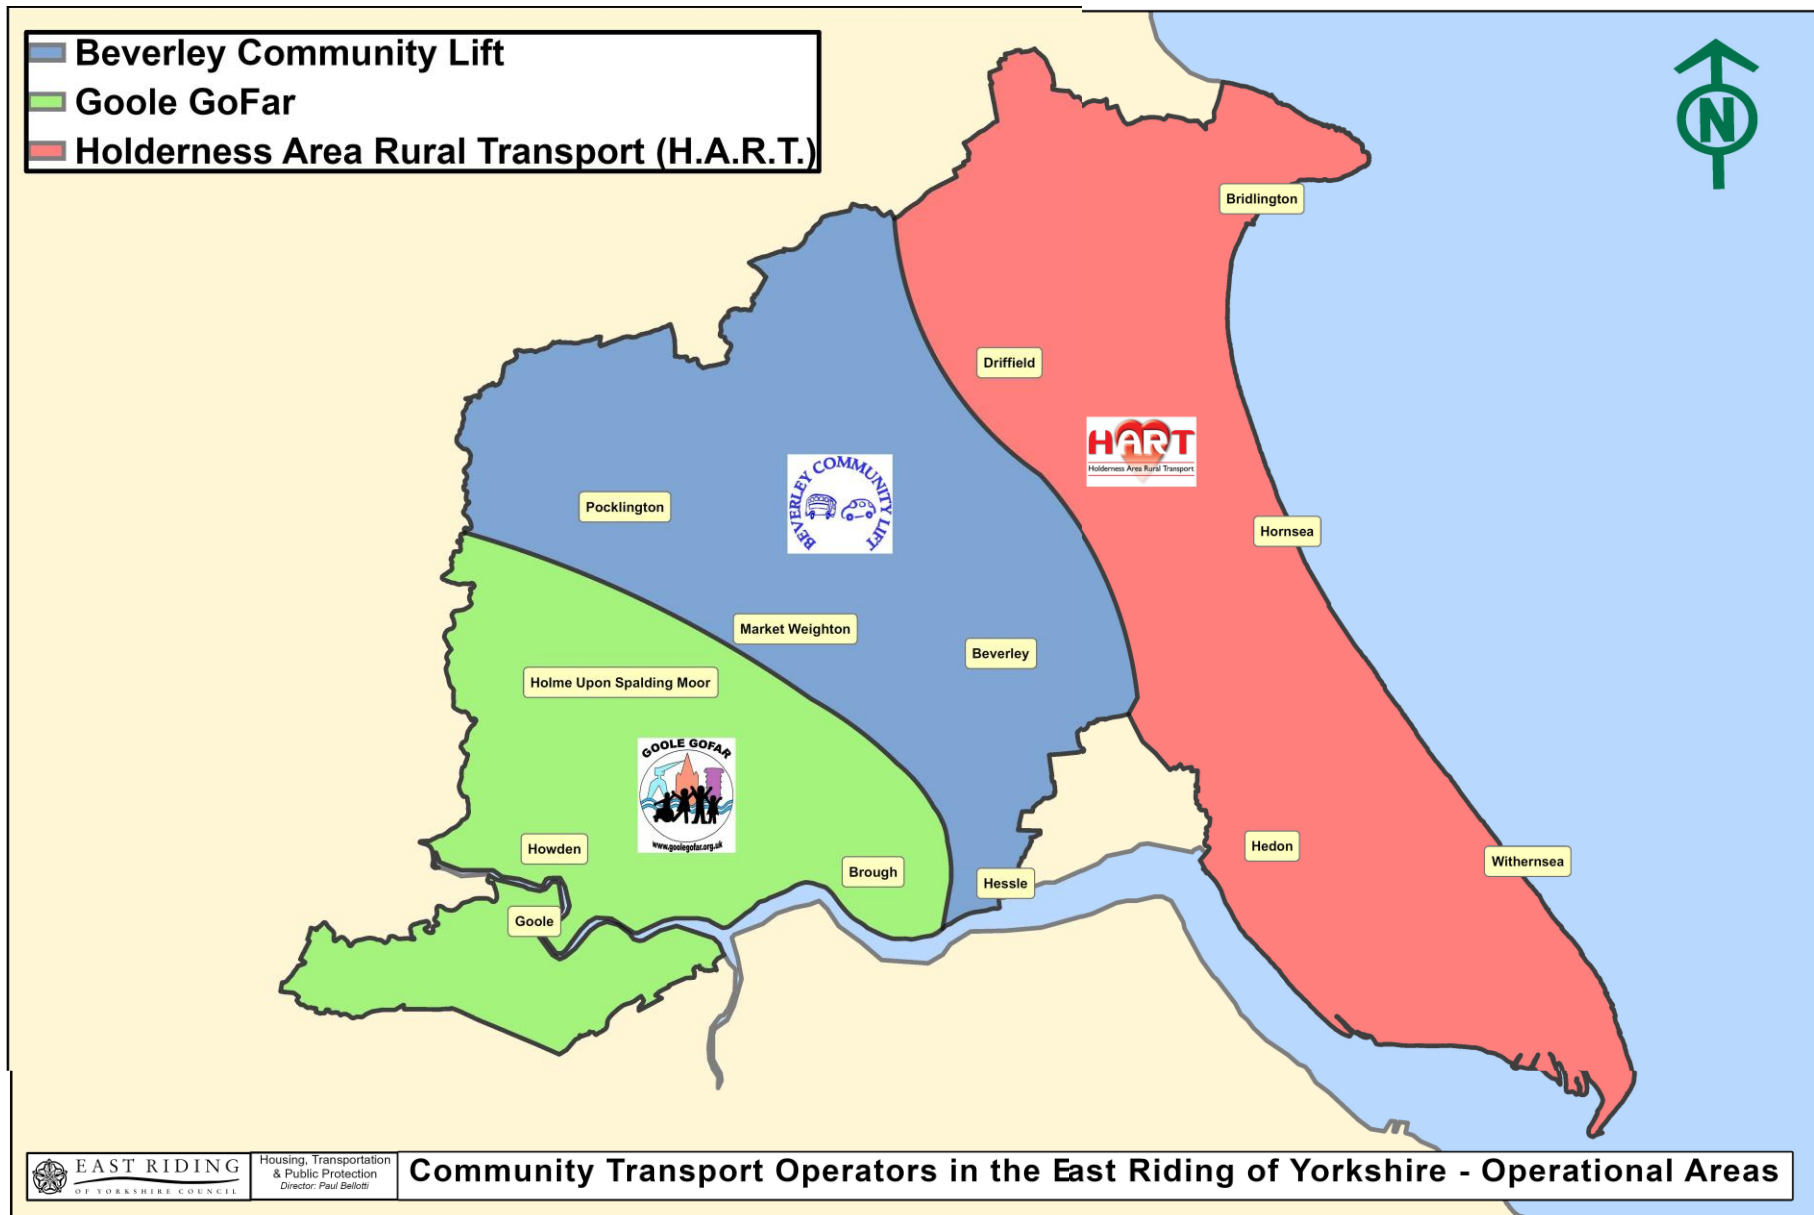 Beverley Community Lift
Goole GoFar
Holderness Area Rural Transport (H.A.R.T.)
N
Bridlington
Driffield
HART
Holderness Area Rural Transport
BEVERLEY COMMUNITY LIFT
Pocklington
Hornsea
Market Weighton
Beverley
Holme Upon Spalding Moor
GOOLE GOFAR
www.goolegofar.org.uk
Howden
Brough
Hessle
Hedon
Withernsea
Goole
EAST RIDING
OF YORKSHIRE COUNCIL
Housing, Transportation
& Public Protection
Director: Paul Bellotti
Community Transport Operators in the East Riding of Yorkshire - Operational Areas